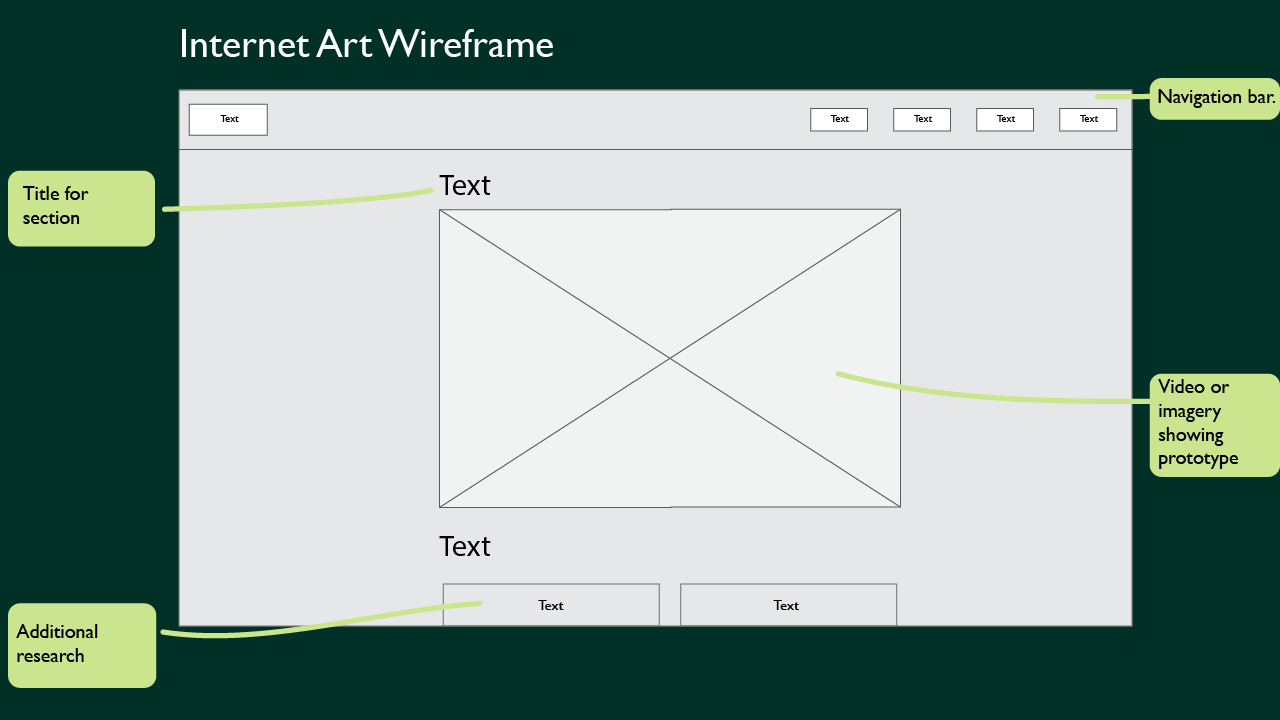 Internet Art Wireframe
Navigation bar.
Text
Text
Text
Text
Text
Title for
section
Text
Video or
imagery
showing
prototype
Text
Text
Text
Additional
research